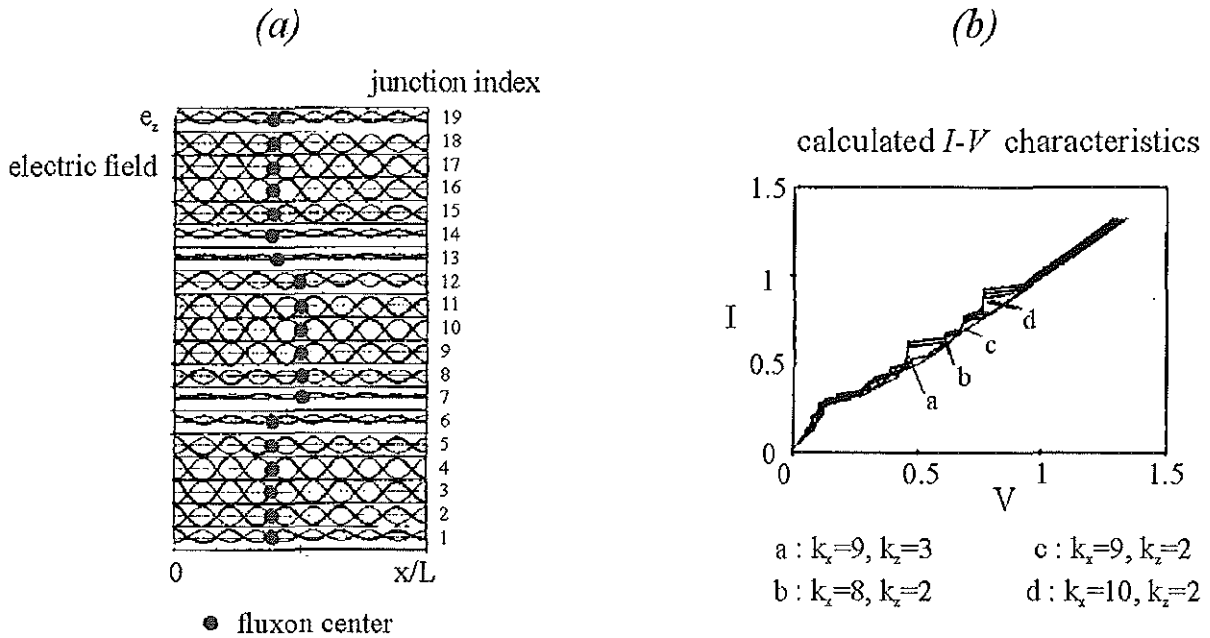 (a)
junction index
e_z
electric field
19
18
17
16
15
14
13
12
11
10
9
8
7
6
5
4
3
2
1
0
x/L
fluxon center
(b)
calculated I-V characteristics
1.5
1
I
0.5
0
a
b
c
d
0
0.5
1
1.5
V
a : k_x=9, k_z=3
c : k_x=9, k_z=2
b : k_x=8, k_z=2
d : k_x=10, k_z=2